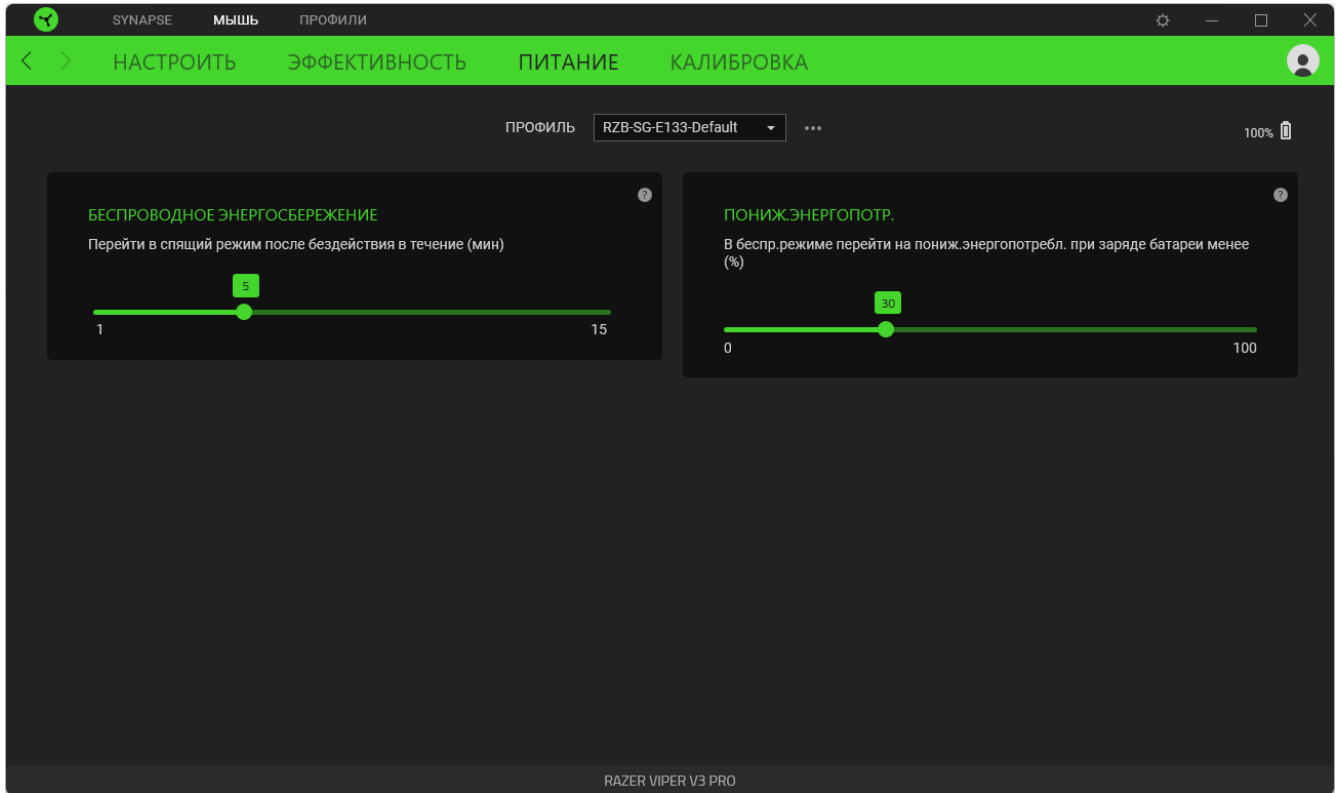 SYNAPSE МЫШЬ ПРОФИЛИ
НАСТРОИТЬ ЭФФЕКТИВНОСТЬ ПИТАНИЕ КАЛИБРОВКА
ПРОФИЛЬ RZB-SG-E133-Default
100%
БЕСПРОВОДНОЕ ЭНЕРГОСБЕРЕЖЕНИЕ
Перейти в спящий режим после бездействия в течение (мин)
5
1 15
ПОНИЖ.ЭНЕРГОПОТР.
В беспр.режиме перейти на пониж.энергопотребл. при заряде батареи менее
(%)
30
0 100
RAZER VIPER V3 PRO